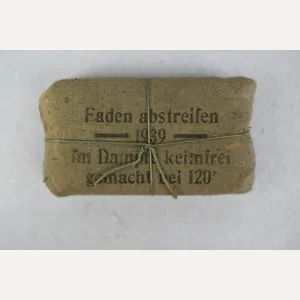 Faden abstreifen
1939
Im Dampf keimfrei
gemacht bei 120°